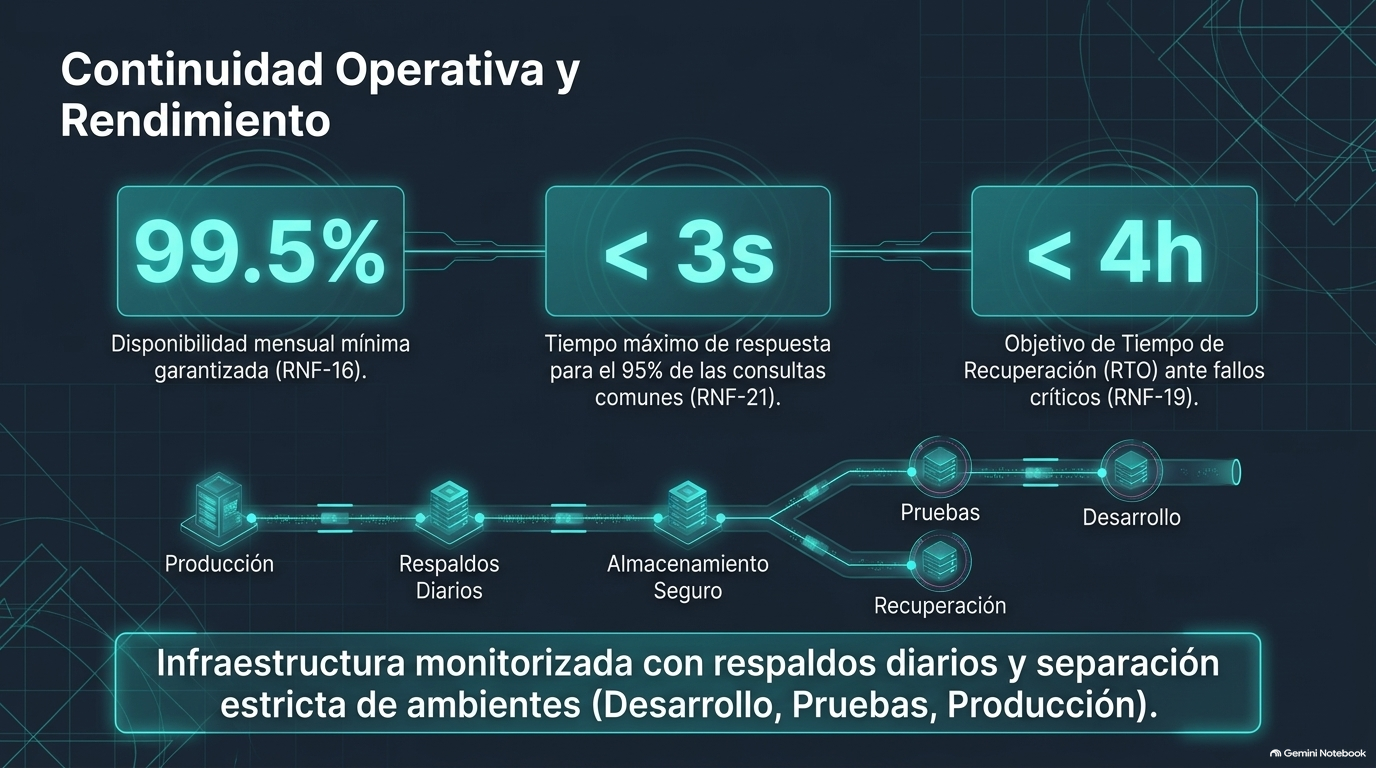 Continuidad Operativa y
Rendimiento
99.5%
< 3s
< 4h
Disponibilidad mensual mínima
garantizada (RNF-16).
Tiempo máximo de respuesta
para el 95% de las consultas
comunes (RNF-21).
Objetivo de Tiempo de
Recuperación (RTO) ante fallos
críticos (RNF-19).
Producción
Respaldos
Diarios
Almacenamiento
Seguro
Pruebas
Desarrollo
Recuperación
Infraestructura monitorizada con respaldos diarios y separación
estricta de ambientes (Desarrollo, Pruebas, Producción).
Gemini Notebook